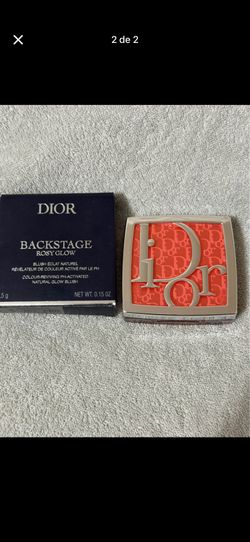 2 de 2
DIOR
BACKSTAGE
ROSY GLOW
BLUSH ÉCLAT NATUREL
RÉVÉLATEUR DE COULEUR ACTIVÉ PAR LE PH
COLOUR-REVIVING PH-ACTIVATED
NATURAL GLOW BLUSH
.5 g
NET WT. 0.15 OZ
Dior